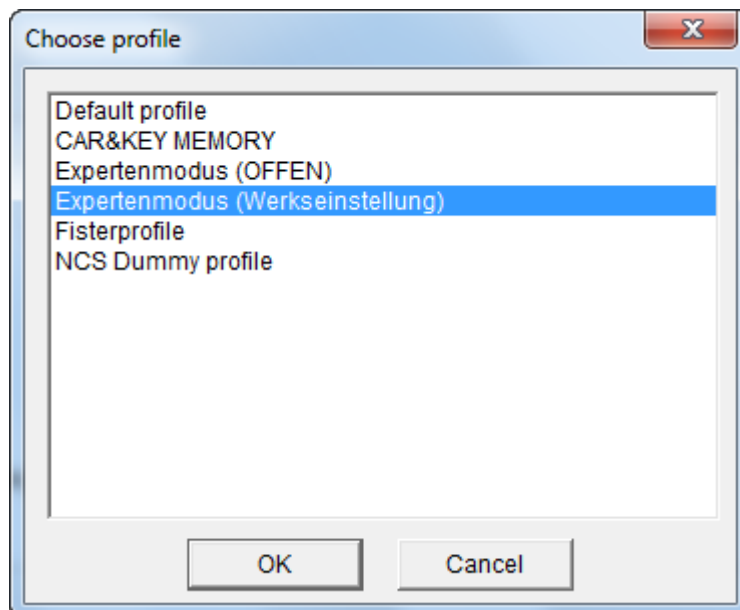 Choose profile
Default profile
CAR&KEY MEMORY
Expertenmodus (OFFEN)
Expertenmodus (Werkseinstellung)
Fisterprofile
NCS Dummy profile
OK
Cancel